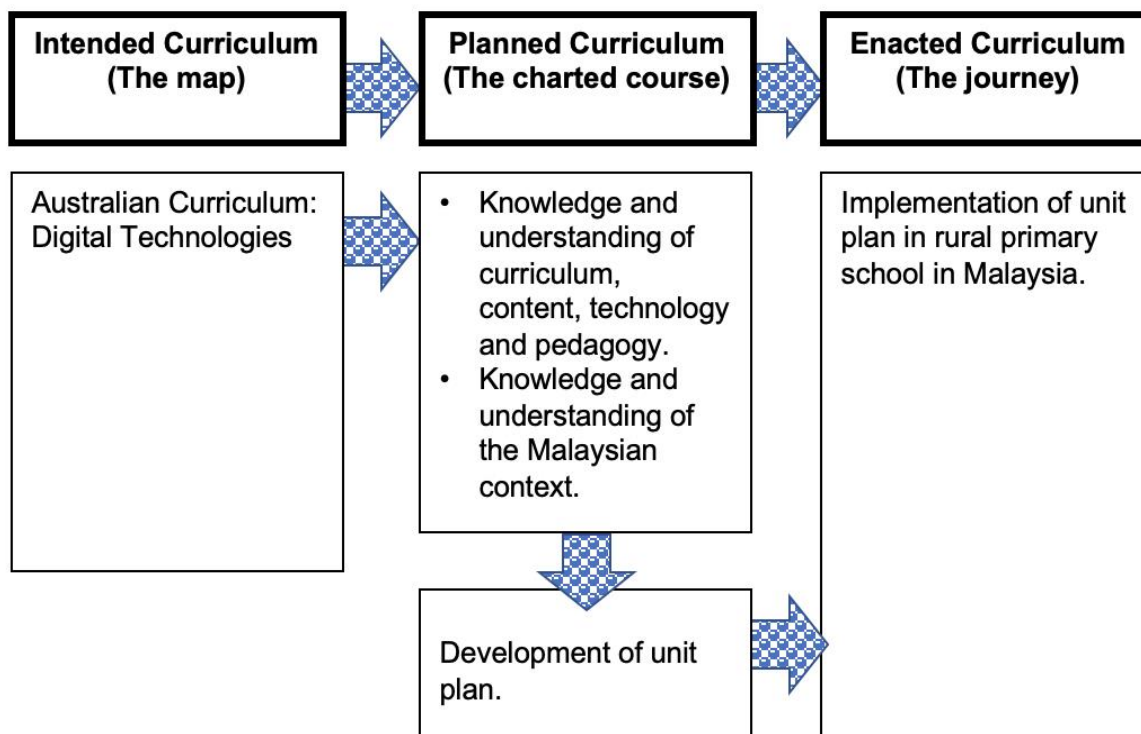 Intended Curriculum
(The map)
Planned Curriculum
(The charted course)
Enacted Curriculum
(The journey)
Australian Curriculum:
Digital Technologies
• Knowledge and
understanding of
curriculum,
content, technology
and pedagogy.
• Knowledge and
understanding of
the Malaysian
context.
Development of unit
plan.
Implementation of unit
plan in rural primary
school in Malaysia.